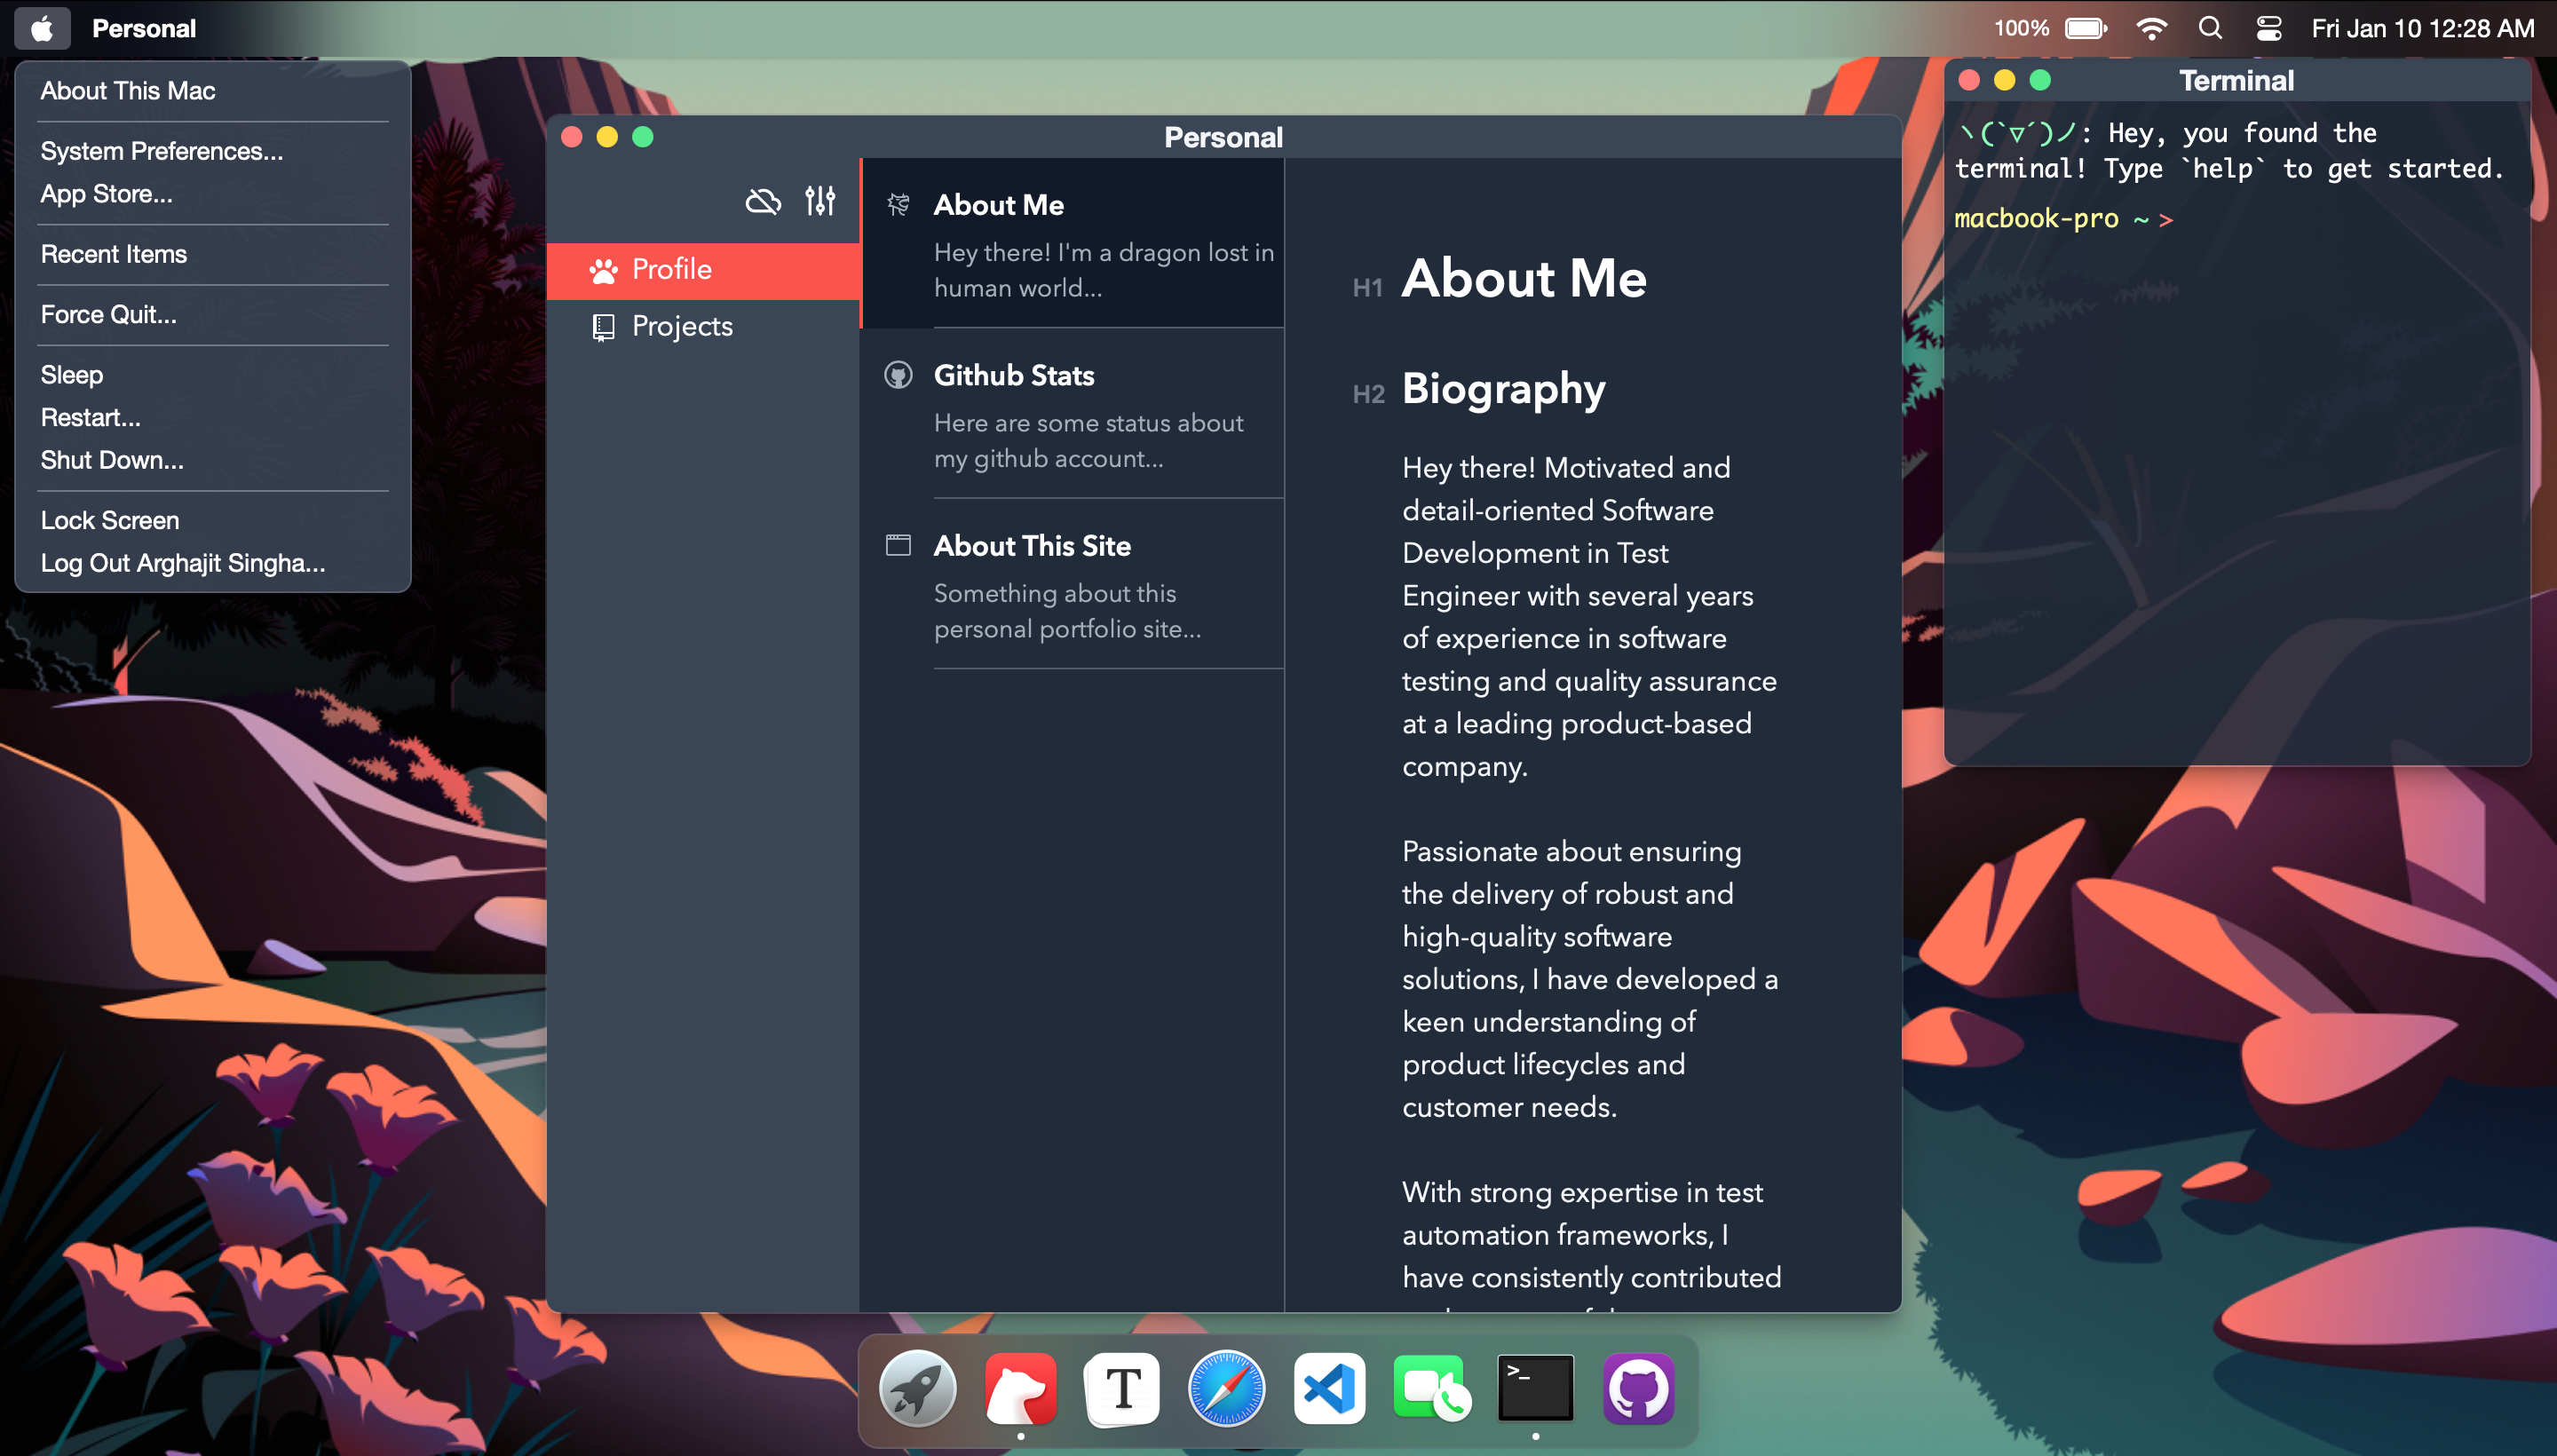 Personal
100%
Fri Jan 10 12:28 AM
About This Mac
System Preferences...
App Store...
Recent Items
Force Quit...
Sleep
Restart...
Shut Down...
Lock Screen
Log Out Arghajit Singha...
Personal
Profile
Projects
About Me
Hey there! I'm a dragon lost in
human world...
Github Stats
Here are some status about
my github account...
About This Site
Something about this
personal portfolio site...
H1 About Me
H2 Biography
Hey there! Motivated and
detail-oriented Software
Development in Test
Engineer with several years
of experience in software
testing and quality assurance
at a leading product-based
company.
Passionate about ensuring
the delivery of robust and
high-quality software
solutions, I have developed a
keen understanding of
product lifecycles and
customer needs.
With strong expertise in test
automation frameworks, I
have consistently contributed
Terminal
ヽ(`▽´)ノ: Hey, you found the
terminal! Type `help` to get started.
macbook-pro ~ >
T
>_